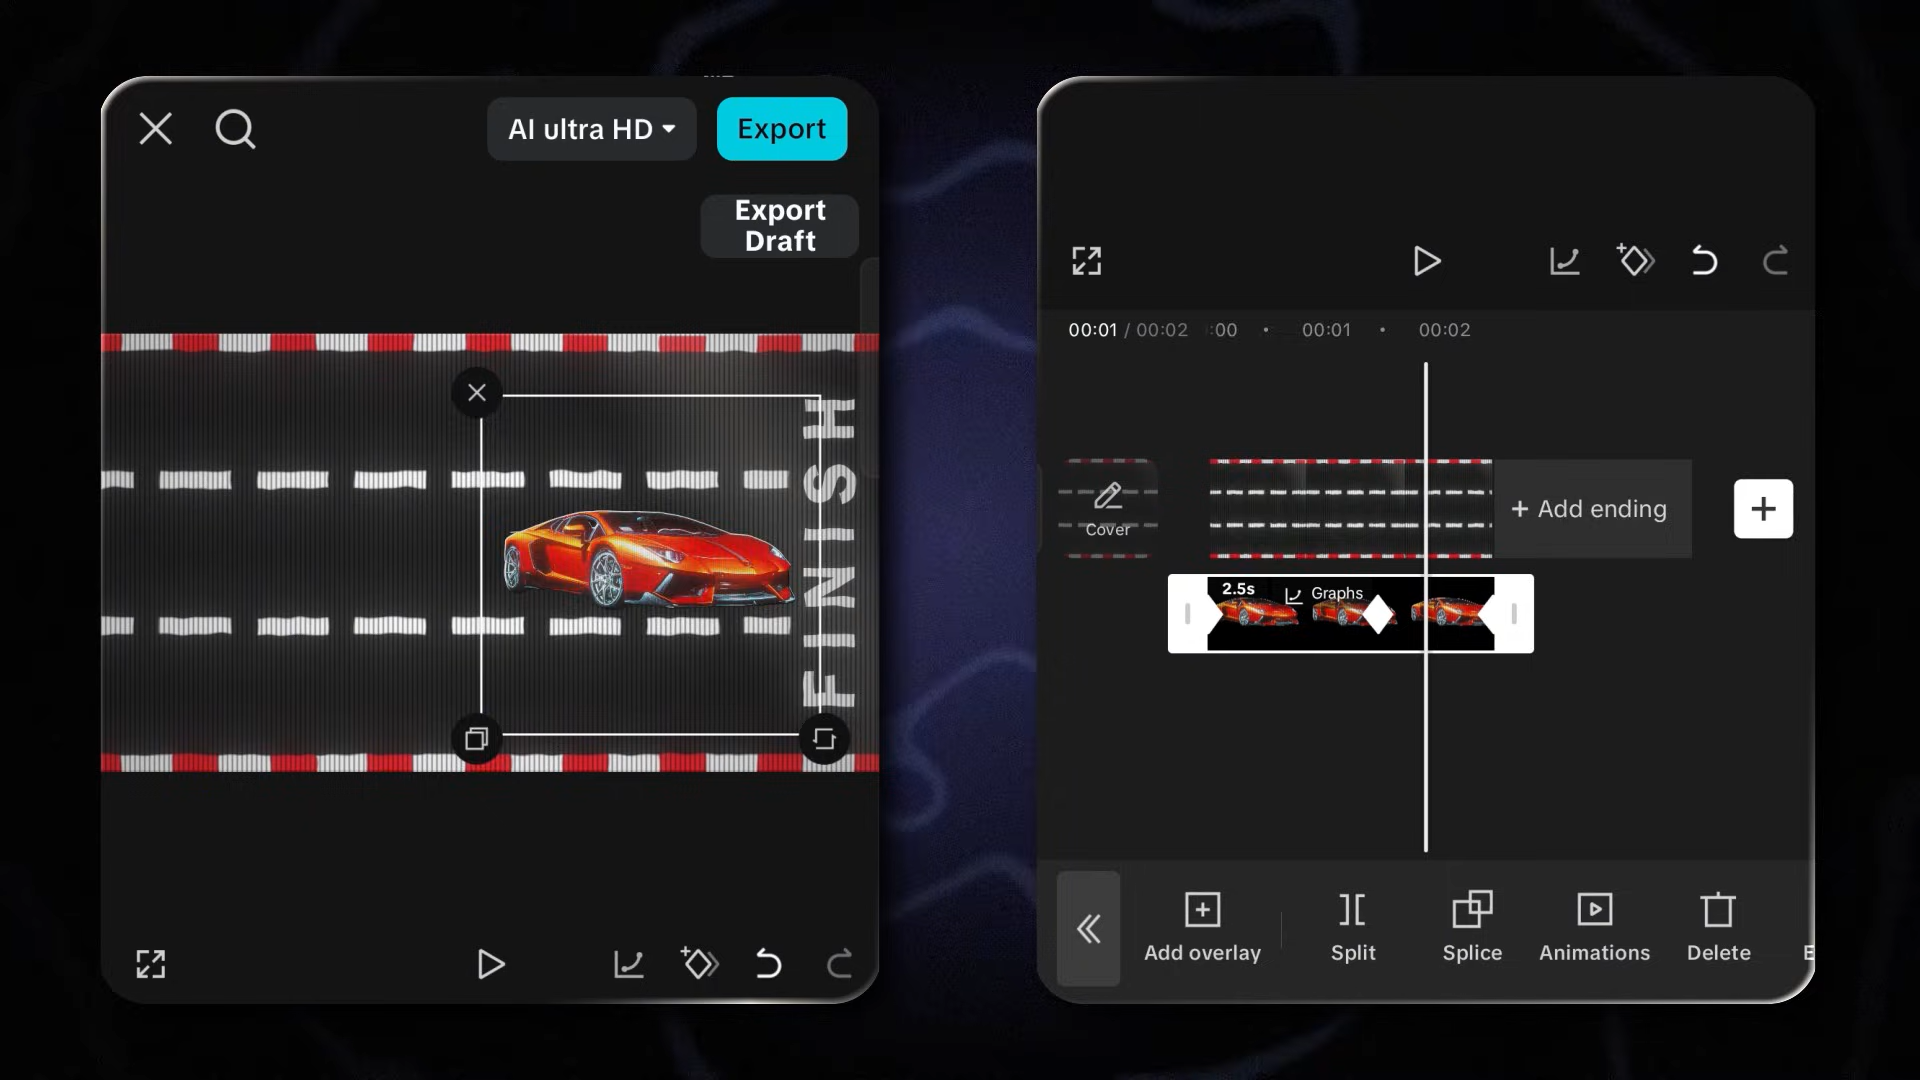 AI ultra HD
Export
Export
Draft
FINISH
00:01 / 00:02
:00
00:01
00:02
Cover
+ Add ending
2.5s
Graphs
Add overlay
Split
Splice
Animations
Delete